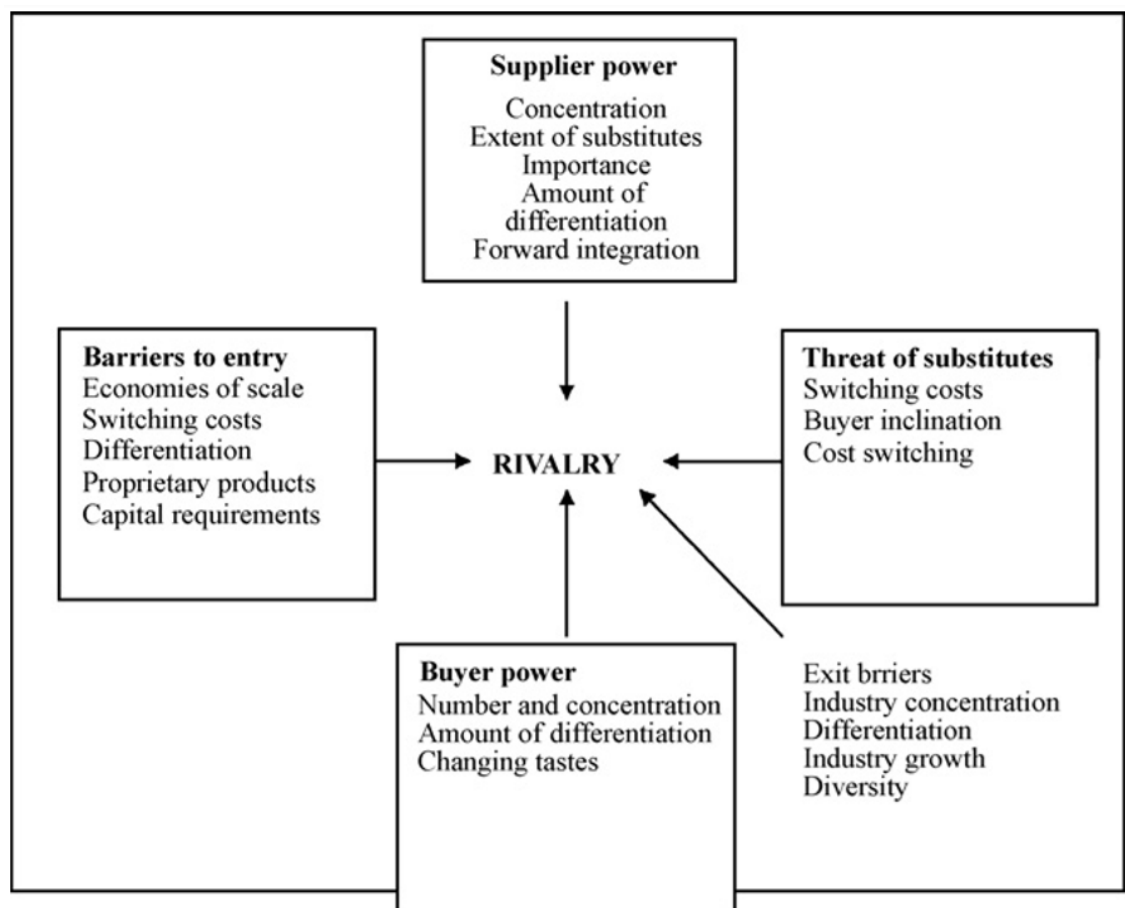 Supplier power
Concentration
Extent of substitutes
Importance
Amount of
differentiation
Forward integration
Barriers to entry
Economies of scale
Switching costs
Differentiation
Proprietary products
Capital requirements
Threat of substitutes
Switching costs
Buyer inclination
Cost switching
RIVALRY
Buyer power
Number and concentration
Amount of differentiation
Changing tastes
Exit brriers
Industry concentration
Differentiation
Industry growth
Diversity